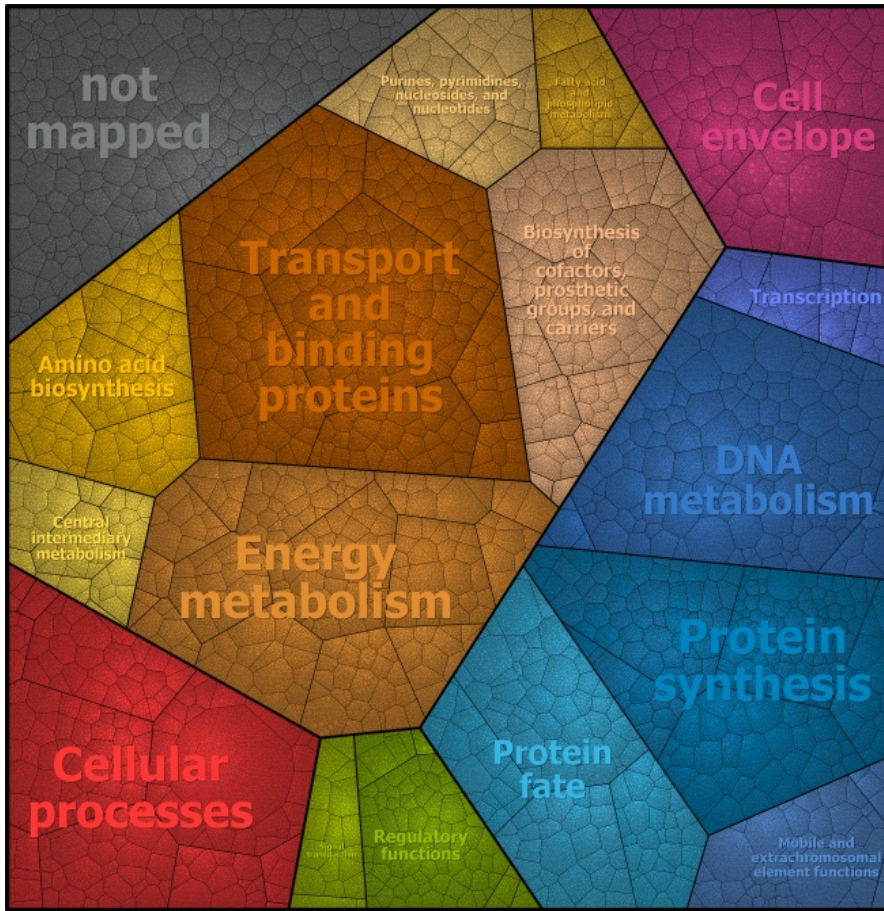 not
mapped
Purines, pyrimidines,
nucleosides, and
nucleotides
Fatty acid
and
phospholipid
metabolism
Cell
envelope
Transport
and
binding
proteins
Biosynthesis
of
cofactors,
prosthetic
groups, and
carriers
Transcription
Amino acid
biosynthesis
DNA
metabolism
Central
intermediary
metabolism
Energy
metabolism
Protein
synthesis
Cellular
processes
Protein
fate
Signal
transduction
Regulatory
functions
Mobile and
extrachromosomal
element functions